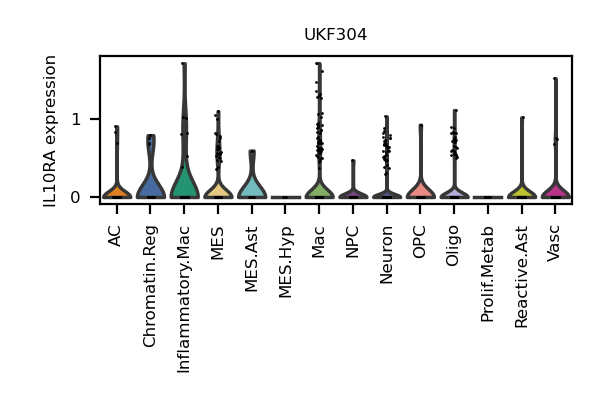 UKF304
IL10RA expression
1
0
AC
Chromatin.Reg
Inflammatory.Mac
MES
MES.Ast
MES.Hyp
Mac
NPC
Neuron
OPC
Oligo
Prolif.Metab
Reactive.Ast
Vasc